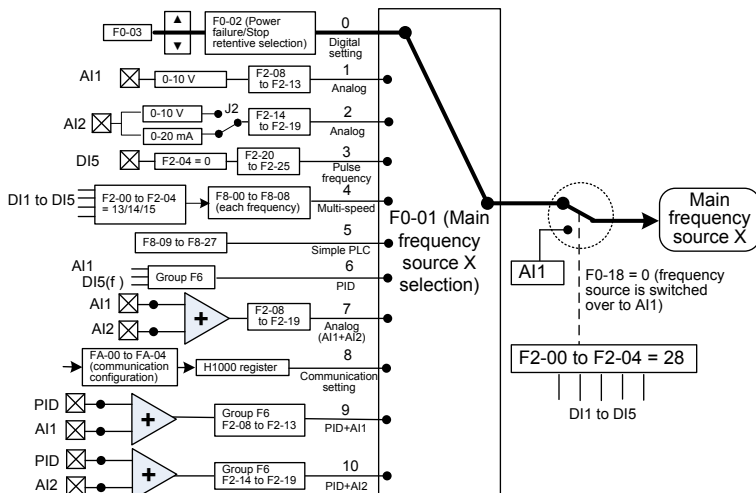 F0-03
▲
▼
F0-02 (Power
failure/Stop
retentive selection)
0
Digital
setting
AI1
0-10 V
F2-08
to F2-13
1
Analog
AI2
0-10 V
0-20 mA
J2
F2-14
to F2-19
2
Analog
DI5
F2-04 = 0
F2-20
to F2-25
3
Pulse
frequency
DI1 to DI5
F2-00 to F2-04
= 13/14/15
F8-00 to F8-08
(each frequency)
4
Multi-speed
F8-09 to F8-27
5
Simple PLC
AI1
DI5(f )
Group F6
6
PID
AI1
AI2
+
F2-08
to F2-19
7
Analog
(AI1+AI2)
FA-00 to FA-04
(communication
configuration)
H1000 register
8
Communication
setting
PID
AI1
+
Group F6
F2-08 to F2-13
9
PID+AI1
PID
AI2
+
Group F6
F2-14 to F2-19
10
PID+AI2
F0-01 (Main
frequency
source X
selection)
AI1
Main
frequency
source X
F0-18 = 0 (frequency
source is switched
over to AI1)
F2-00 to F2-04 = 28
DI1 to DI5